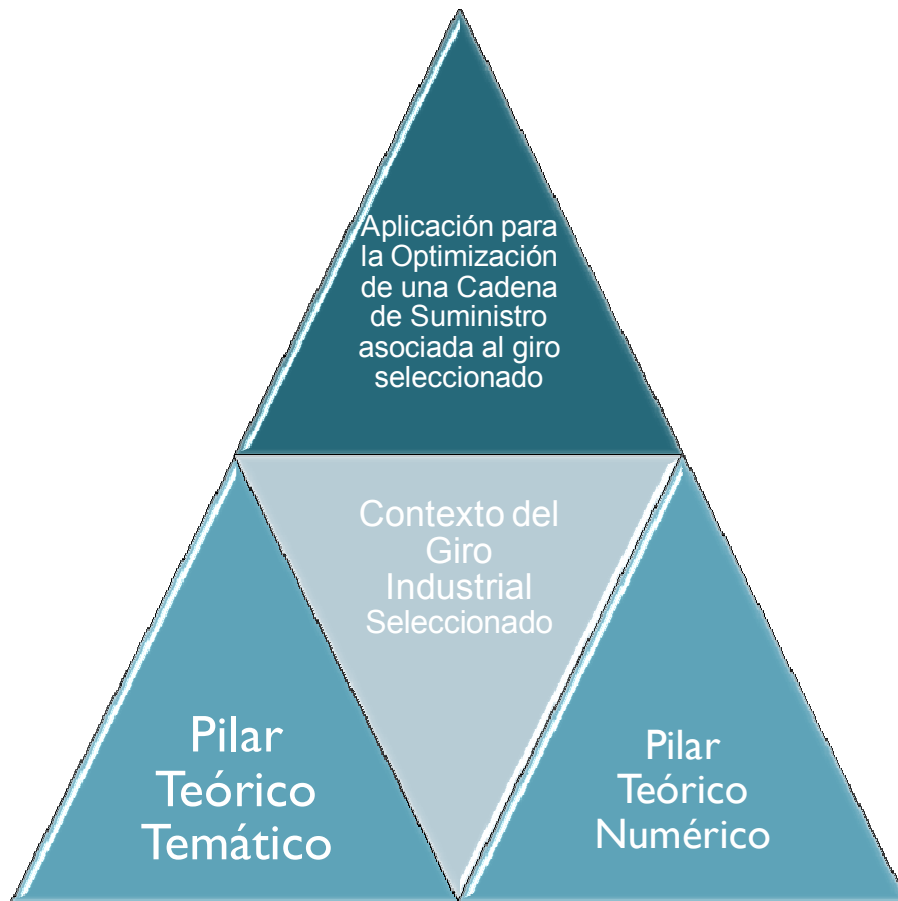 Aplicación para
la Optimización
de una Cadena
de Suministro
asociada al giro
seleccionado
Contexto del
Giro
Industrial
Seleccionado
Pilar
Teórico
Temático
Pilar
Teórico
Numérico